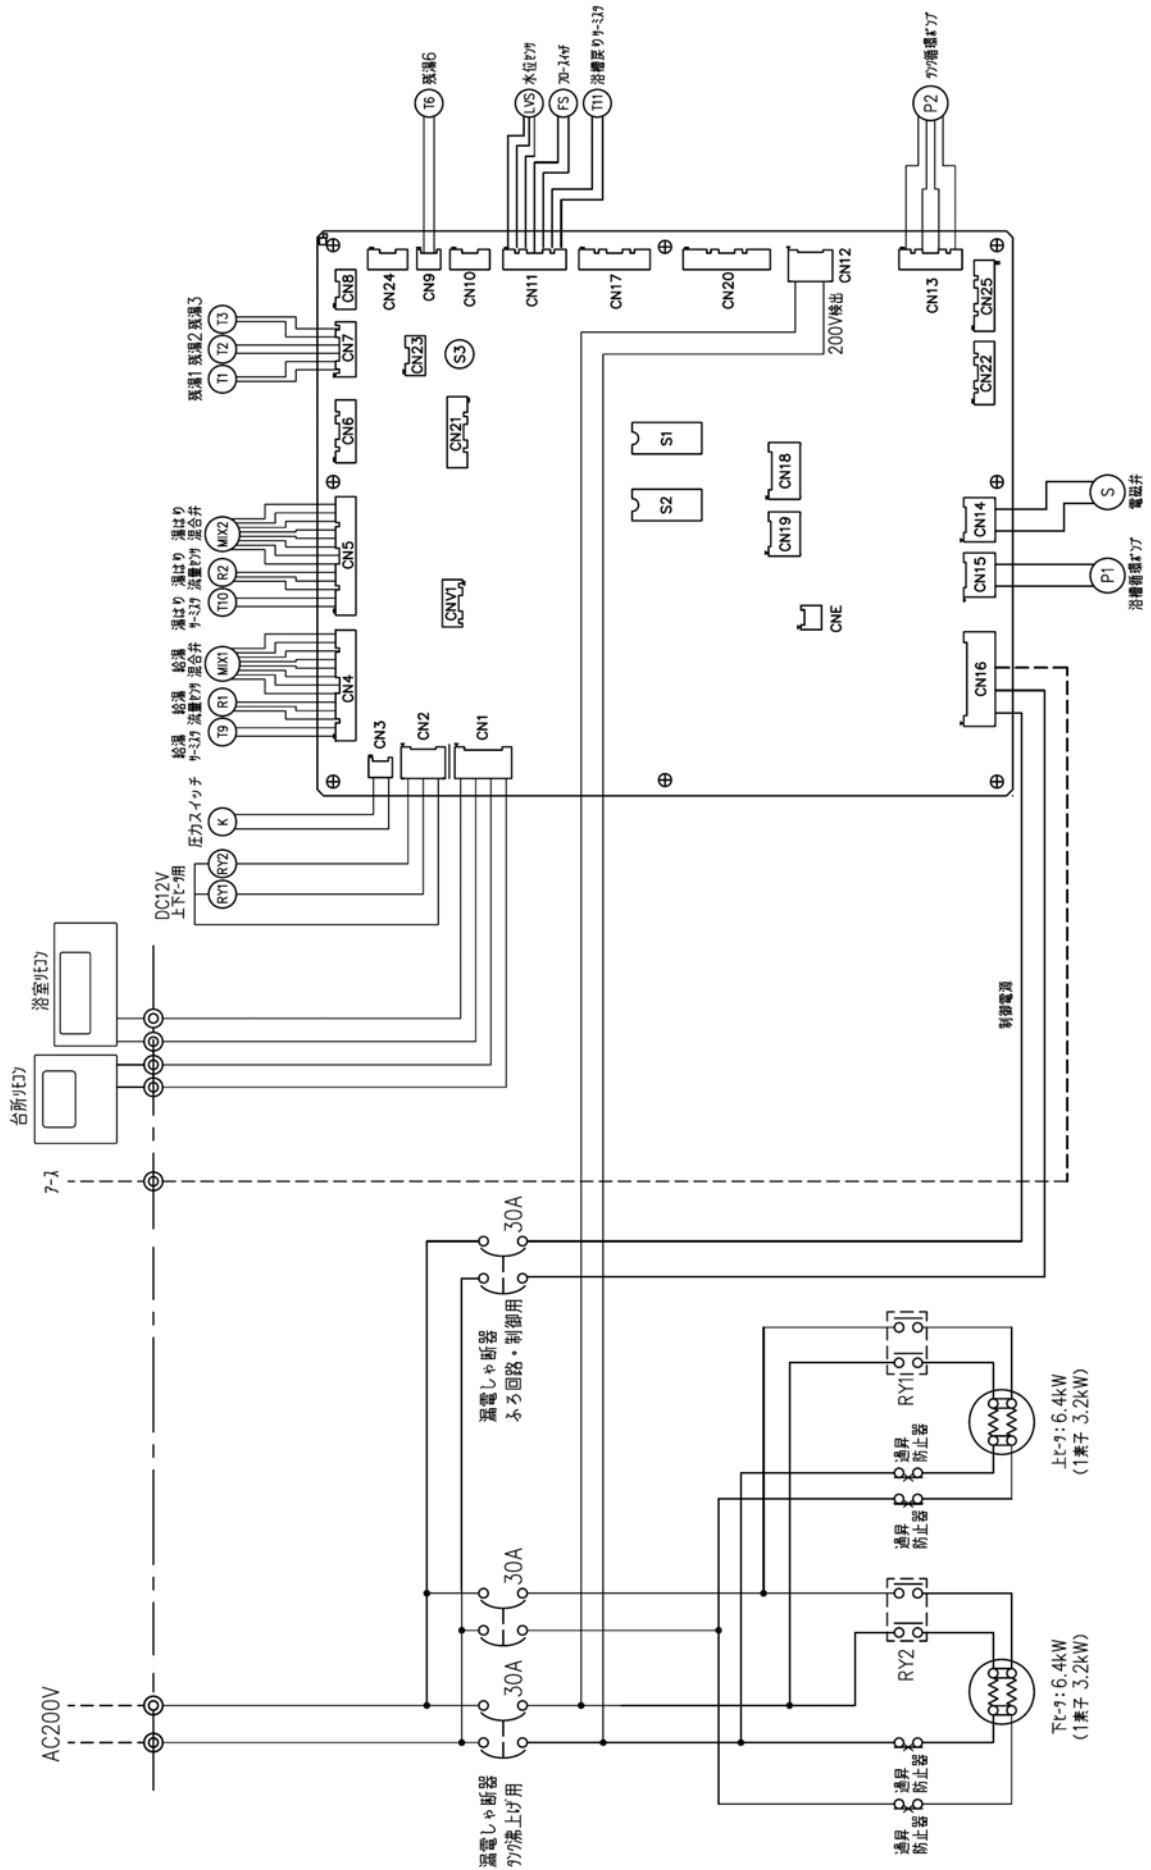 AC200V
アース
台所ﾘﾓｺﾝ
浴室ﾘﾓｺﾝ
DC12V
上下ﾋｰﾀ用
RY1
RY2
圧力スイッチ
K
給湯
ｻｰﾐｽﾀ
T9
給湯
流量ｾﾝｻ
R1
給湯
混合弁
MIX1
湯はり
ｻｰﾐｽﾀ
T10
湯はり
流量ｾﾝｻ
R2
湯はり
混合弁
MIX2
残湯1
残湯2
残湯3
T1
T2
T3
T6
残湯6
LVS
水位ｾﾝｻ
FS
ﾌﾛｰｽｲｯﾁ
T11
浴槽戻りｻｰﾐｽﾀ
P2
ﾀﾝｸ循環ﾎﾟﾝﾌﾟ
CN3
CN2
CN1
CN4
CN5
CN6
CN7
CN8
CN24
CN9
CN10
CN11
CN17
CN20
CN12
200V検出
CN13
CN25
CN22
CN23
S3
CN21
CNV1
S1
S2
CN18
CN19
CNE
CN16
CN15
CN14
P1
浴槽循環ﾎﾟﾝﾌﾟ
S
電磁弁
制御電源
漏電しゃ断器
ﾀﾝｸ沸上げ用
30A
30A
漏電しゃ断器
ふろ回路・制御用
30A
RY2
RY1
過昇
防止器
過昇
防止器
過昇
防止器
過昇
防止器
下ﾋｰﾀ:6.4kW
(1素子 3.2kW)
上ﾋｰﾀ:6.4kW
(1素子 3.2kW)